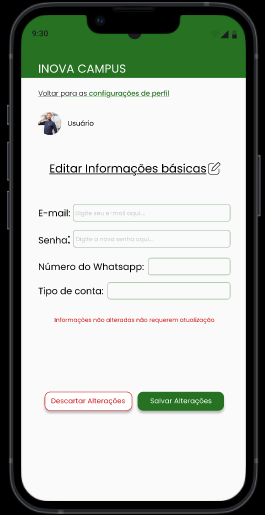 9:30
INOVA CAMPUS
Voltar para as configurações de perfil
Usuário
Editar Informações básicas
E-mail: Digite seu e-mail aqui...
Senha: Digite a nova senha aqui...
Número do Whatsapp:
Tipo de conta:
Informações não alteradas não requerem atualização
Descartar Alterações Salvar Alterações